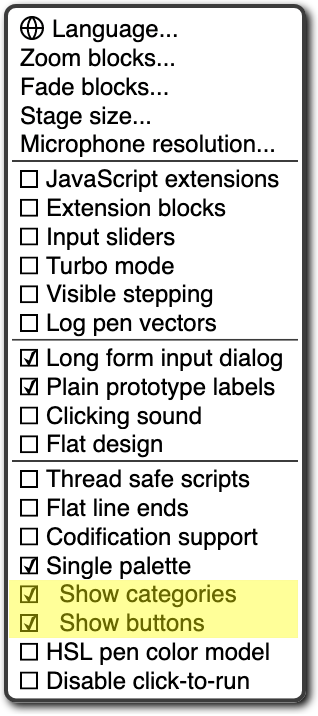 Language...
Zoom blocks...
Fade blocks...
Stage size...
Microphone resolution...
JavaScript extensions
Extension blocks
Input sliders
Turbo mode
Visible stepping
Log pen vectors
Long form input dialog
Plain prototype labels
Clicking sound
Flat design
Thread safe scripts
Flat line ends
Codification support
Single palette
Show categories
Show buttons
HSL pen color model
Disable click-to-run